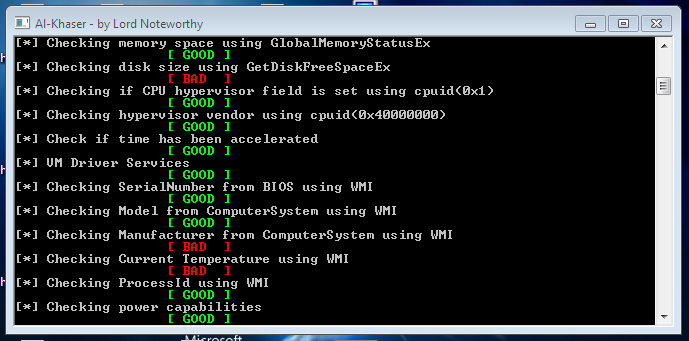 Al-Khaser - by Lord Noteworthy
[*] Checking memory space using GlobalMemoryStatusEx
[ GOOD ]
[*] Checking disk size using GetDiskFreeSpaceEx
[ BAD  ]
[*] Checking if CPU hypervisor field is set using cpuid(0x1)
[ GOOD ]
[*] Checking hypervisor vendor using cpuid(0x40000000)
[ GOOD ]
[*] Check if time has been accelerated
[ GOOD ]
[*] VM Driver Services
[ GOOD ]
[*] Checking SerialNumber from BIOS using WMI
[ GOOD ]
[*] Checking Model from ComputerSystem using WMI
[ GOOD ]
[*] Checking Manufacturer from ComputerSystem using WMI
[ BAD  ]
[*] Checking Current Temperature using WMI
[ BAD  ]
[*] Checking ProcessId using WMI
[ GOOD ]
[*] Checking power capabilities
[ GOOD ]
Microsoft